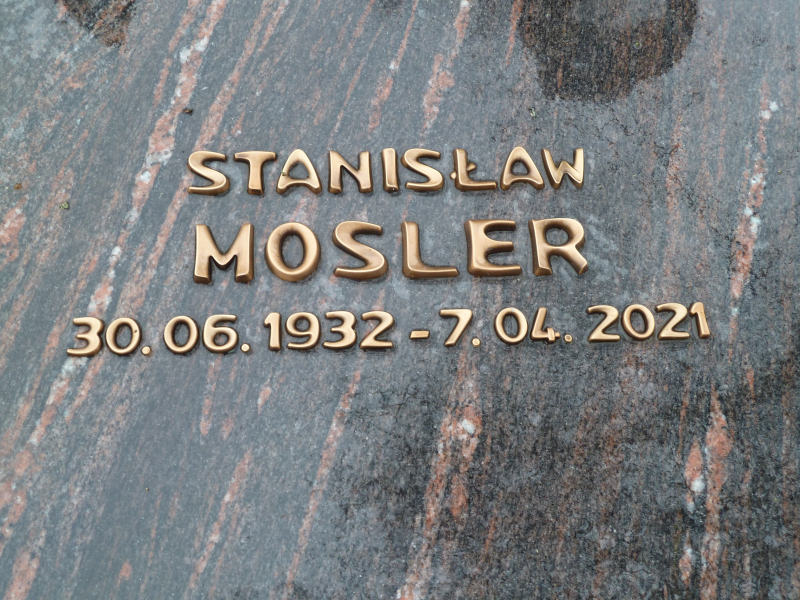 STANISŁAW
MOSLER
30. 06. 1932 - 7. 04. 2021